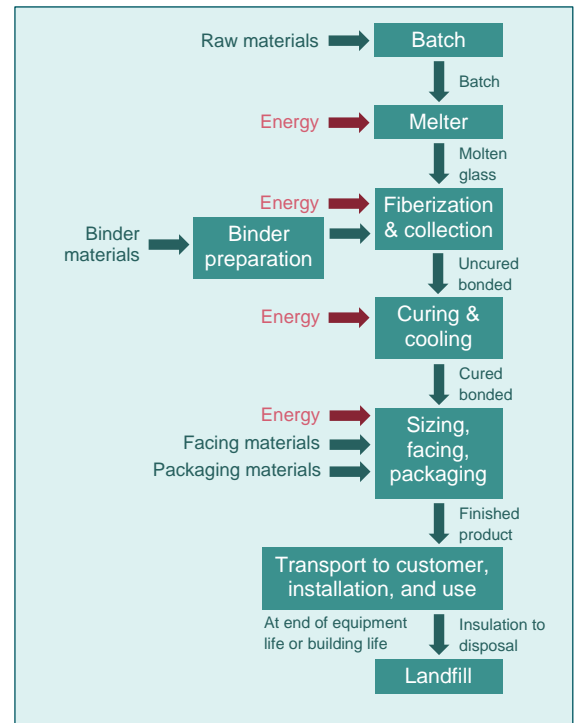 Raw materials
Batch
Batch
Energy
Melter
Molten
glass
Energy
Fiberization
& collection
Binder
materials
Binder
preparation
Uncured
bonded
Energy
Curing &
cooling
Cured
bonded
Energy
Facing materials
Packaging materials
Sizing,
facing,
packaging
Finished
product
Transport to customer,
installation, and use
At end of equipment
life or building life
Insulation to
disposal
Landfill